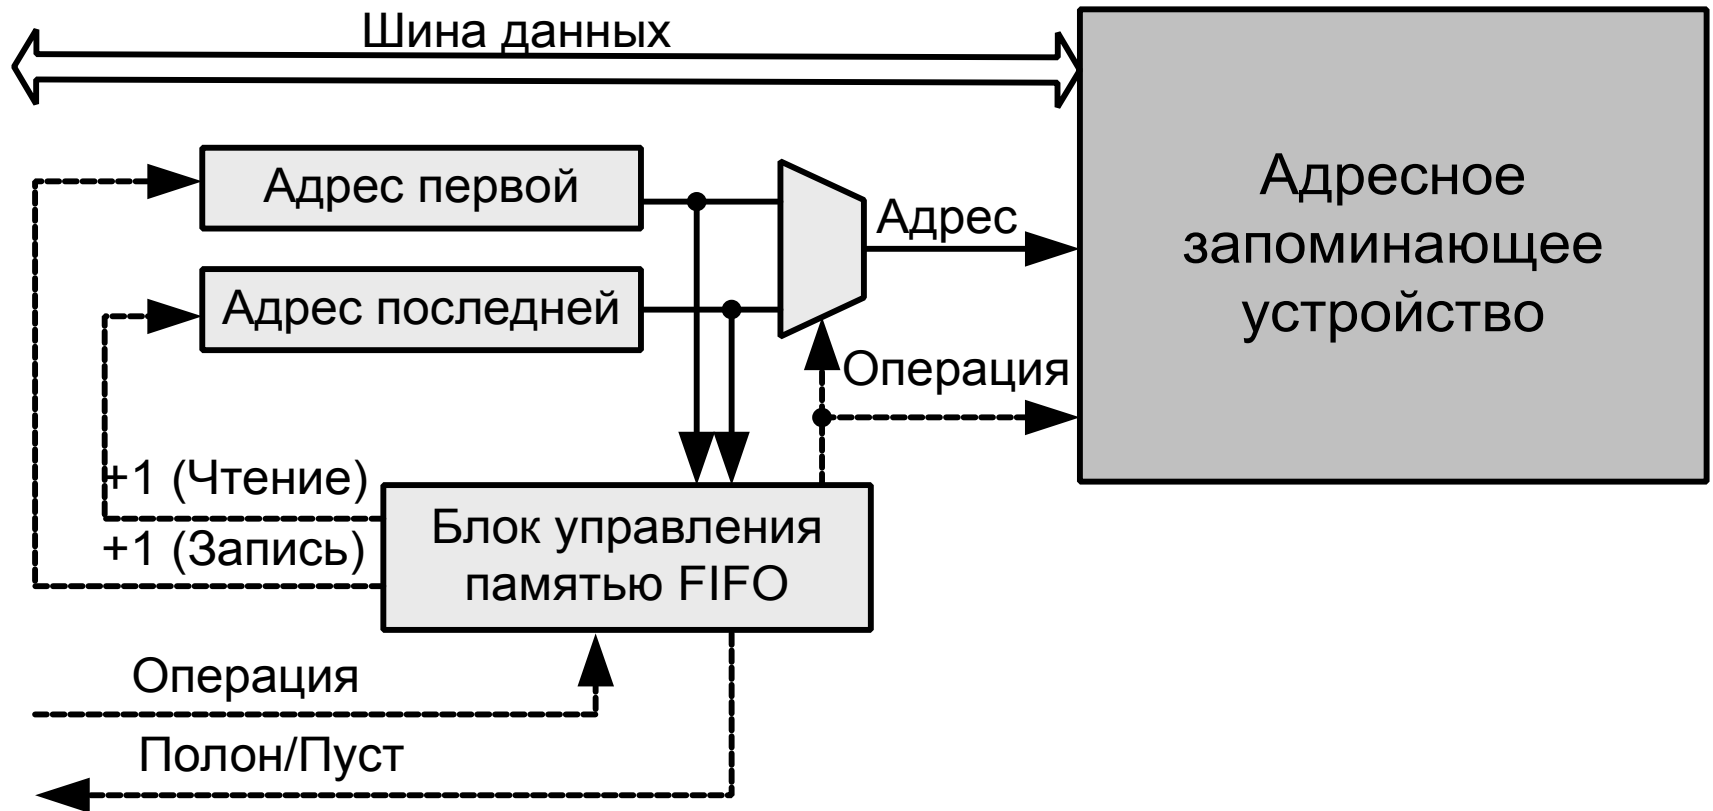 Шина данных
Адрес первой
Адрес последней
Адрес
Операция
Адресное
запоминающее
устройство
+1 (Чтение)
+1 (Запись)
Блок управления
памятью FIFO
Операция
Полон/Пуст